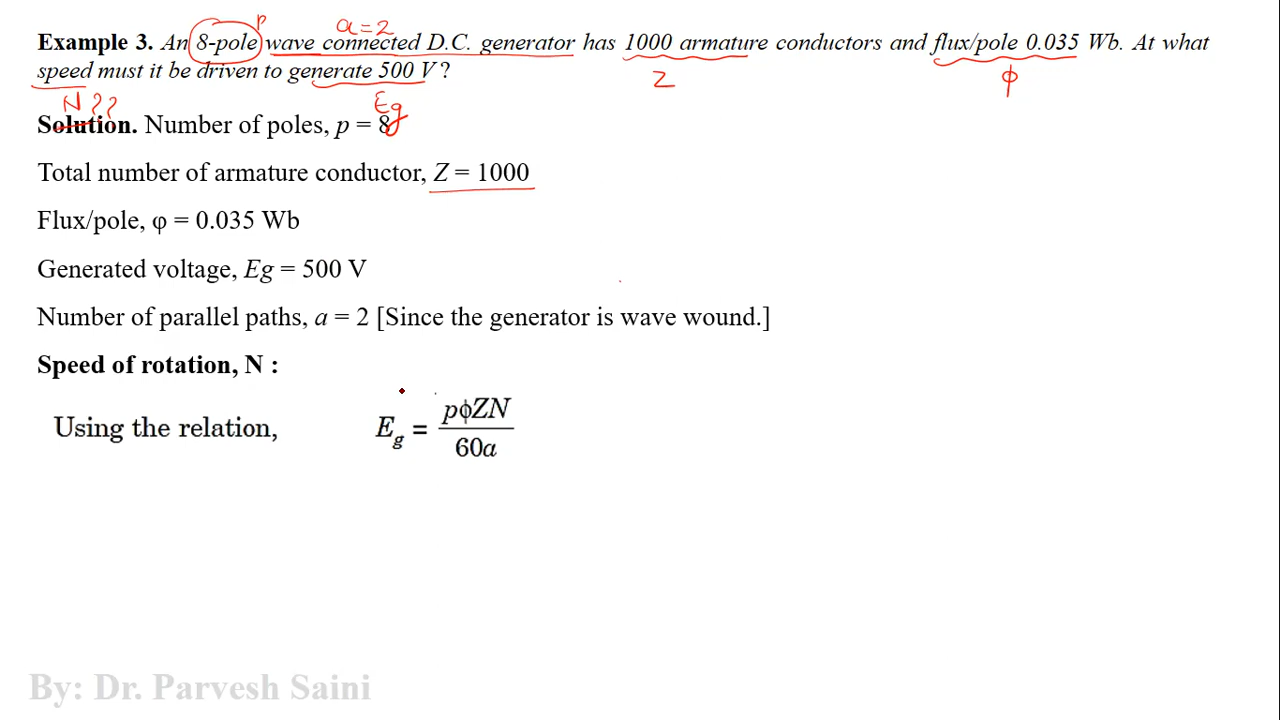 p
a=2
Example 3. An 8-pole wave connected D.C. generator has 1000 armature conductors and flux/pole 0.035 Wb. At what
speed must it be driven to generate 500 V?
Z
φ
N??
Eg
Solution. Number of poles, p = 8
Total number of armature conductor, Z = 1000
Flux/pole, φ = 0.035 Wb
Generated voltage, Eg = 500 V
Number of parallel paths, a = 2 [Since the generator is wave wound.]
Speed of rotation, N :
Using the relation, E_g = pφZN / 60a
By: Dr. Parvesh Saini